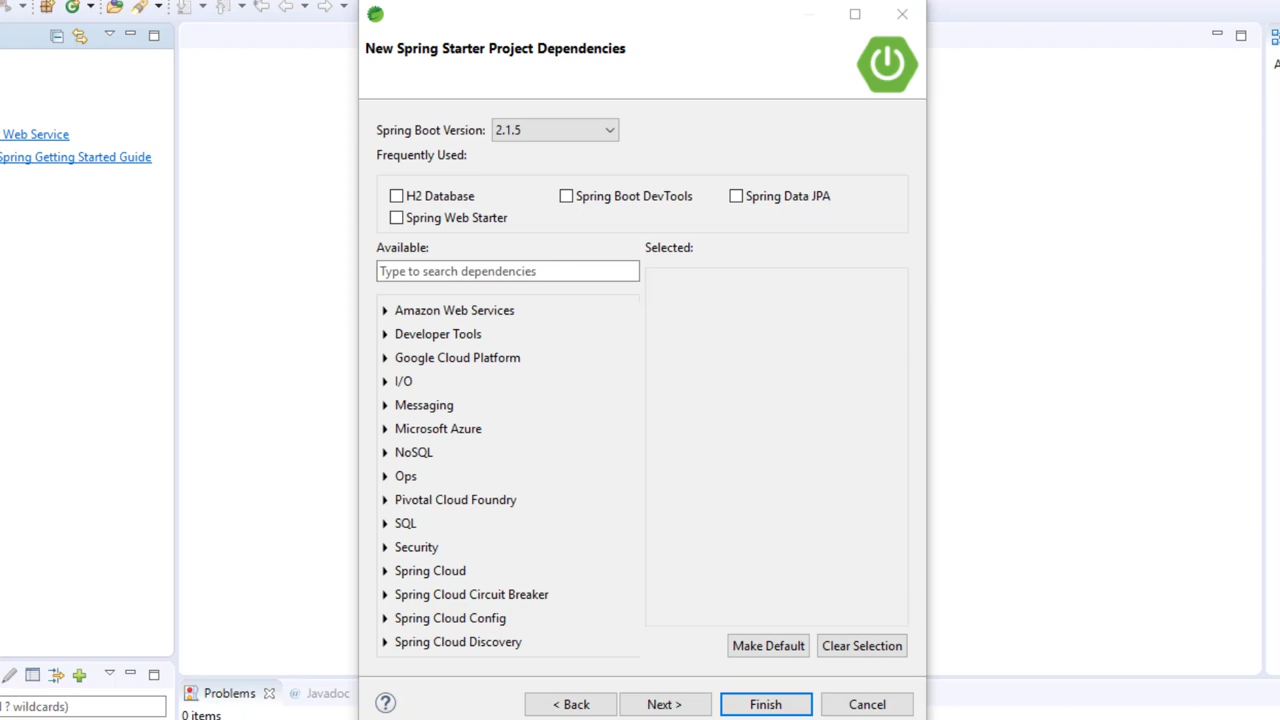 New Spring Starter Project Dependencies
Web Service
Spring Getting Started Guide
Spring Boot Version: 2.1.5
Frequently Used:
H2 Database Spring Boot DevTools Spring Data JPA
Spring Web Starter
Available: Selected:
Type to search dependencies
Amazon Web Services
Developer Tools
Google Cloud Platform
I/O
Messaging
Microsoft Azure
NoSQL
Ops
Pivotal Cloud Foundry
SQL
Security
Spring Cloud
Spring Cloud Circuit Breaker
Spring Cloud Config
Spring Cloud Discovery
Make Default Clear Selection
? wildcards)
Problems @ Javadoc
0 items
? < Back Next > Finish Cancel